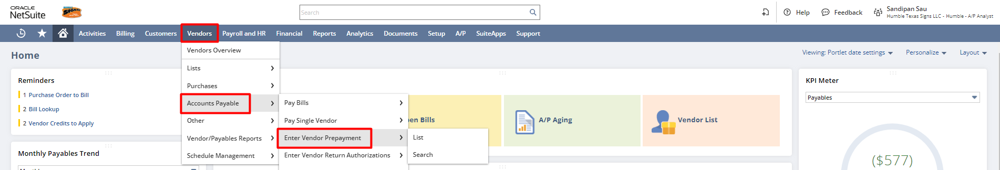 ORACLE
NetSuite
SIGNS
Search
Help
Feedback
Sandipan Sau
Humble Texas Signs LLC - Humble - A/P Analyst
Activities Billing Customers Vendors Payroll and HR Financial Reports Analytics Documents Setup A/P SuiteApps Support
Home
Viewing: Portlet date settings
Personalize
Layout
Vendors Overview
Lists
Purchases
Accounts Payable
Other
Vendor/Payables Reports
Schedule Management
Pay Bills
Pay Single Vendor
Enter Vendor Prepayment
Enter Vendor Return Authorizations
List
Search
Reminders
1 Purchase Order to Bill
2 Bill Lookup
2 Vendor Credits to Apply
Monthly Payables Trend
Bills
A/P Aging
Vendor List
KPI Meter
Payables
($577)